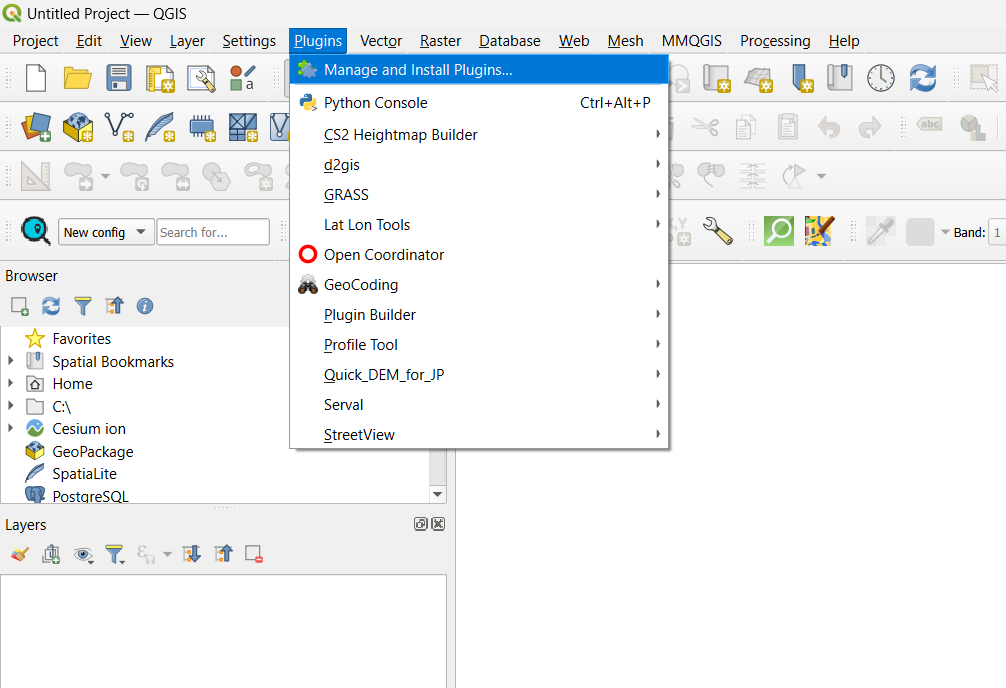 Untitled Project — QGIS
Project Edit View Layer Settings Plugins Vector Raster Database Web Mesh MMQGIS Processing Help
Manage and Install Plugins...
Python Console Ctrl+Alt+P
CS2 Heightmap Builder
d2gis
GRASS
Lat Lon Tools
Open Coordinator
GeoCoding
Plugin Builder
Profile Tool
Quick_DEM_for_JP
Serval
StreetView
a
abc
New config Search for... Band: 1
Browser
Favorites
Spatial Bookmarks
Home
C:\
Cesium ion
GeoPackage
SpatiaLite
PostgreSQL
Layers